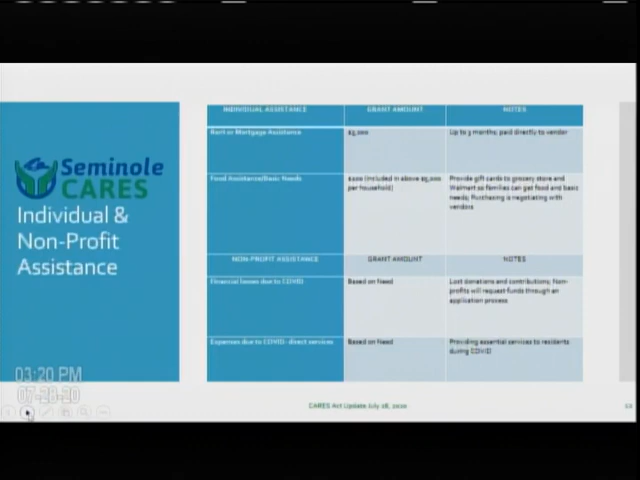 Seminole
CARES
Individual &
Non-Profit
Assistance
INDIVIDUAL ASSISTANCE GRANT AMOUNT NOTES
Rent or Mortgage Assistance $5,000 Up to 3 months; paid directly to vendor
Food Assistance/Basic Needs (included in above $5,000 Provide gift cards to grocery store and
per household) Walmart so families can get food and basic
needs; Purchasing is negotiating with
vendors
NON-PROFIT ASSISTANCE GRANT AMOUNT NOTES
Financial losses due to COVID Based on Need Lost donations and contributions; Non-
profits will request funds through an
application process
Expenses due to COVID- direct services Based on Need Providing essential services to residents
during COVID
03:20 PM
07-28-20
CARES Act Update July 28, 2020